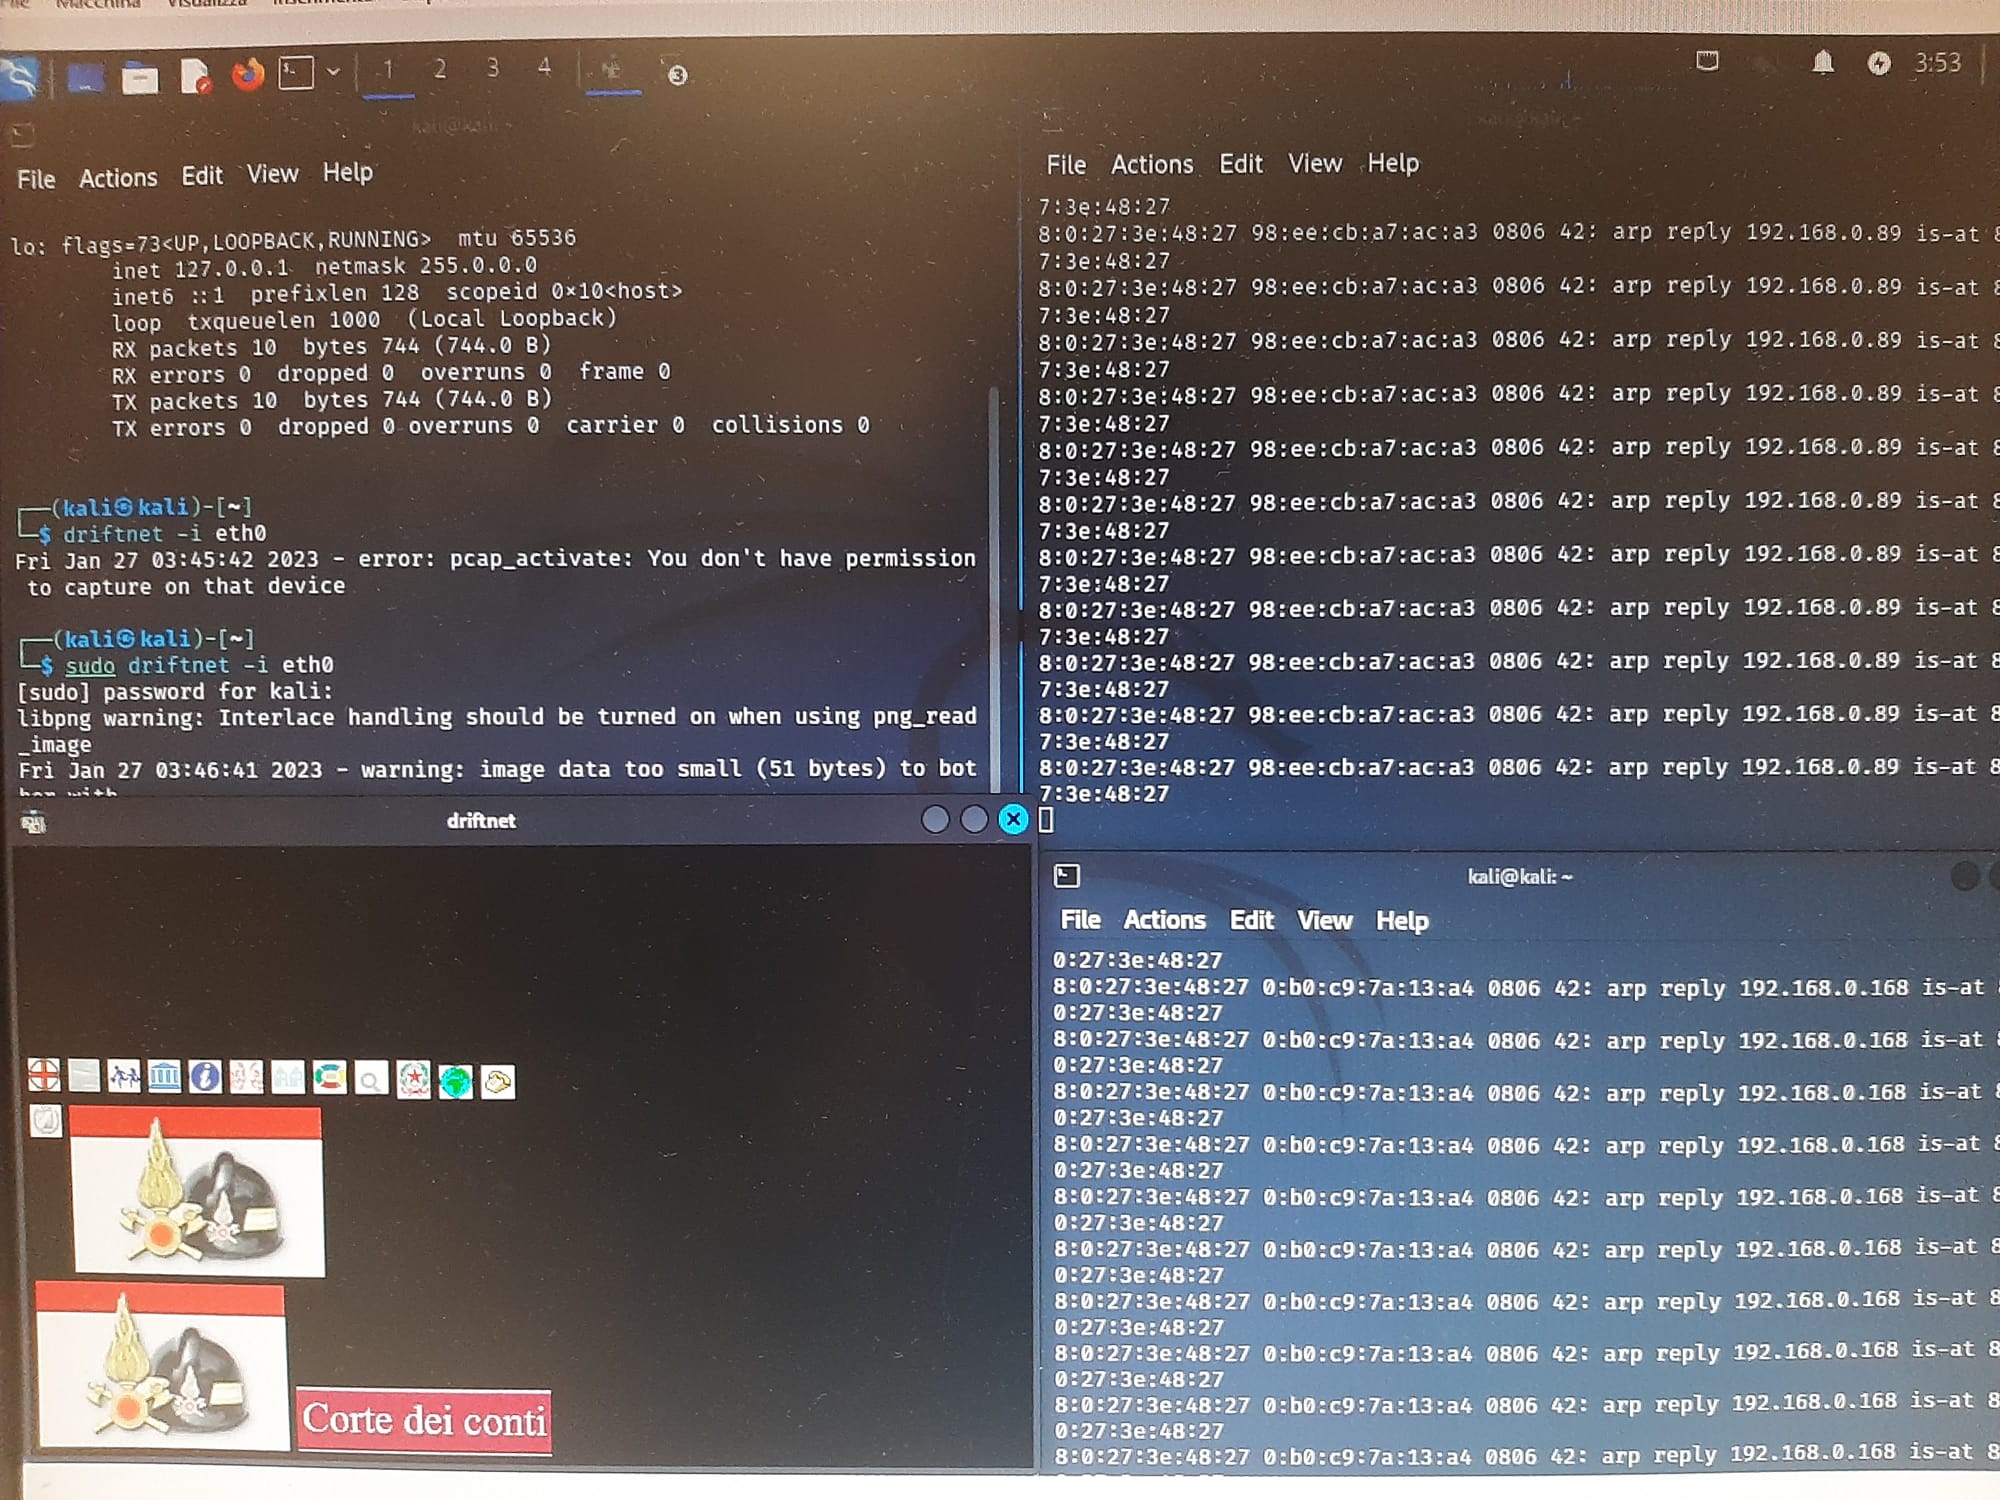 File Macchina Visualizza
1 2 3 4 3 3:53
kali@kali: ~
File Actions Edit View Help
lo: flags=73<UP,LOOPBACK,RUNNING> mtu 65536
inet 127.0.0.1 netmask 255.0.0.0
inet6 ::1 prefixlen 128 scopeid 0×10<host>
loop txqueuelen 1000 (Local Loopback)
RX packets 10 bytes 744 (744.0 B)
RX errors 0 dropped 0 overruns 0 frame 0
TX packets 10 bytes 744 (744.0 B)
TX errors 0 dropped 0 overruns 0 carrier 0 collisions 0
(kali㉿kali)-[~]
$ driftnet -i eth0
Fri Jan 27 03:45:42 2023 - error: pcap_activate: You don't have permission
to capture on that device
(kali㉿kali)-[~]
$ sudo driftnet -i eth0
[sudo] password for kali:
libpng warning: Interlace handling should be turned on when using png_read
_image
Fri Jan 27 03:46:41 2023 - warning: image data too small (51 bytes) to bot
her with
File Actions Edit View Help
7:3e:48:27
8:0:27:3e:48:27 98:ee:cb:a7:ac:a3 0806 42: arp reply 192.168.0.89 is-at 8
7:3e:48:27
8:0:27:3e:48:27 98:ee:cb:a7:ac:a3 0806 42: arp reply 192.168.0.89 is-at 8
7:3e:48:27
8:0:27:3e:48:27 98:ee:cb:a7:ac:a3 0806 42: arp reply 192.168.0.89 is-at 8
7:3e:48:27
8:0:27:3e:48:27 98:ee:cb:a7:ac:a3 0806 42: arp reply 192.168.0.89 is-at 8
7:3e:48:27
8:0:27:3e:48:27 98:ee:cb:a7:ac:a3 0806 42: arp reply 192.168.0.89 is-at 8
7:3e:48:27
8:0:27:3e:48:27 98:ee:cb:a7:ac:a3 0806 42: arp reply 192.168.0.89 is-at 8
7:3e:48:27
8:0:27:3e:48:27 98:ee:cb:a7:ac:a3 0806 42: arp reply 192.168.0.89 is-at 8
7:3e:48:27
8:0:27:3e:48:27 98:ee:cb:a7:ac:a3 0806 42: arp reply 192.168.0.89 is-at 8
7:3e:48:27
8:0:27:3e:48:27 98:ee:cb:a7:ac:a3 0806 42: arp reply 192.168.0.89 is-at 8
7:3e:48:27
8:0:27:3e:48:27 98:ee:cb:a7:ac:a3 0806 42: arp reply 192.168.0.89 is-at 8
7:3e:48:27
8:0:27:3e:48:27 98:ee:cb:a7:ac:a3 0806 42: arp reply 192.168.0.89 is-at 8
7:3e:48:27
driftnet
Corte dei conti
kali@kali: ~
File Actions Edit View Help
0:27:3e:48:27
8:0:27:3e:48:27 0:b0:c9:7a:13:a4 0806 42: arp reply 192.168.0.168 is-at
0:27:3e:48:27
8:0:27:3e:48:27 0:b0:c9:7a:13:a4 0806 42: arp reply 192.168.0.168 is-at
0:27:3e:48:27
8:0:27:3e:48:27 0:b0:c9:7a:13:a4 0806 42: arp reply 192.168.0.168 is-at 8
0:27:3e:48:27
8:0:27:3e:48:27 0:b0:c9:7a:13:a4 0806 42: arp reply 192.168.0.168 is-at 8
0:27:3e:48:27
8:0:27:3e:48:27 0:b0:c9:7a:13:a4 0806 42: arp reply 192.168.0.168 is-at 8
0:27:3e:48:27
8:0:27:3e:48:27 0:b0:c9:7a:13:a4 0806 42: arp reply 192.168.0.168 is-at 8
0:27:3e:48:27
8:0:27:3e:48:27 0:b0:c9:7a:13:a4 0806 42: arp reply 192.168.0.168 is-at 8
0:27:3e:48:27
8:0:27:3e:48:27 0:b0:c9:7a:13:a4 0806 42: arp reply 192.168.0.168 is-at 8
0:27:3e:48:27
8:0:27:3e:48:27 0:b0:c9:7a:13:a4 0806 42: arp reply 192.168.0.168 is-at 8
0:27:3e:48:27
8:0:27:3e:48:27 0:b0:c9:7a:13:a4 0806 42: arp reply 192.168.0.168 is-at 8